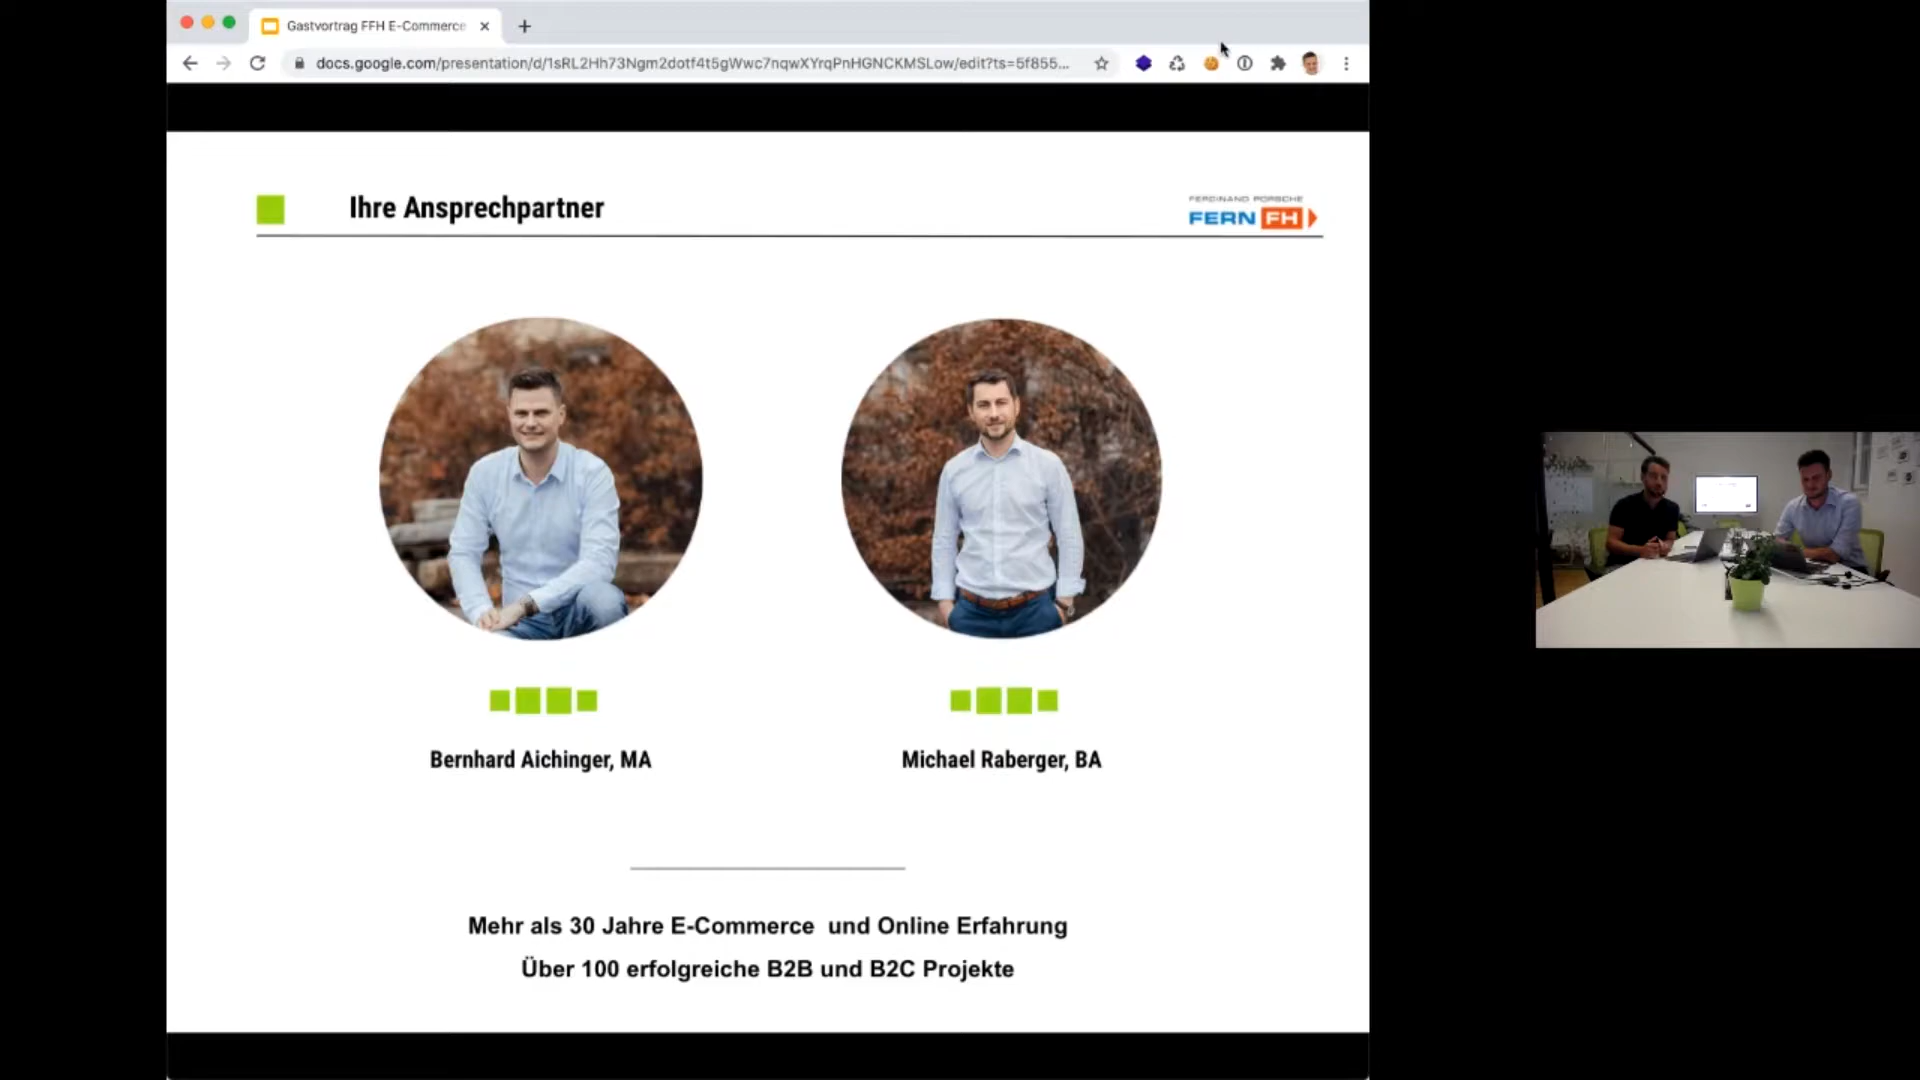 Gastvortrag FFH E-Commerce
docs.google.com/presentation/d/1sRL2Hh73Ngm2dotf4t5gWwc7nqwXYrqPnHGNCKMSLow/edit?ts=5f855...
Ihre Ansprechpartner
FERDINAND PORSCHE
FERN FH
Bernhard Aichinger, MA
Michael Raberger, BA
Mehr als 30 Jahre E-Commerce und Online Erfahrung
Über 100 erfolgreiche B2B und B2C Projekte